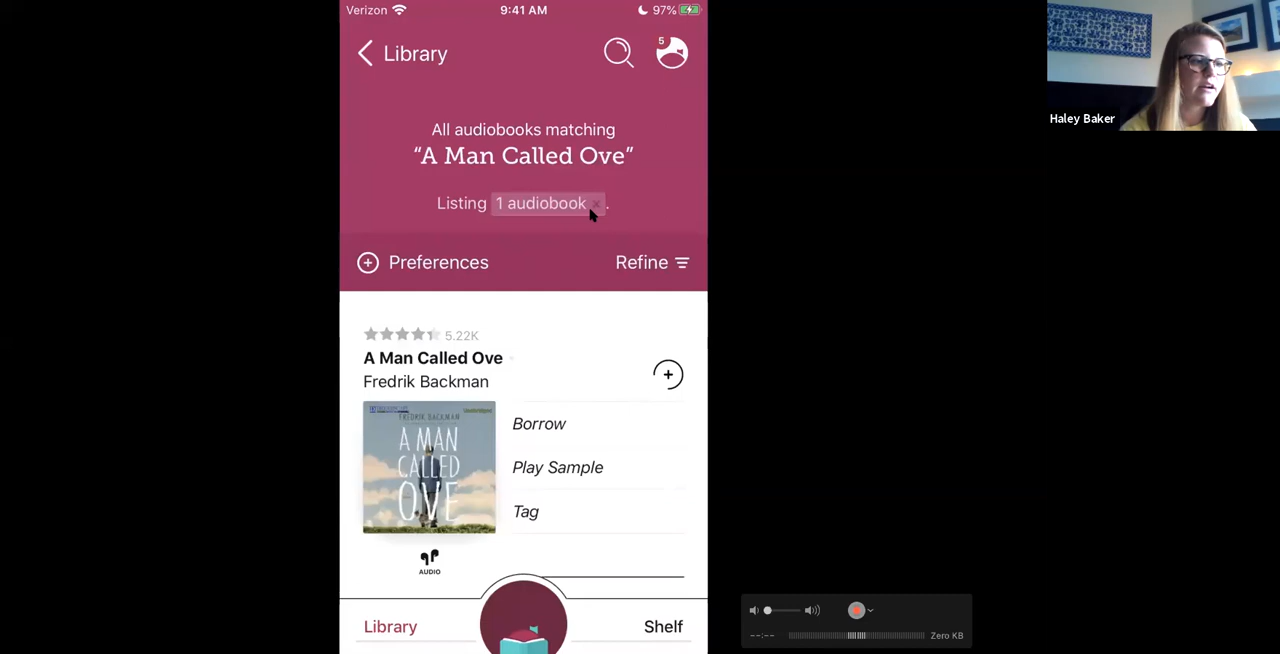 Verizon 9:41 AM 97%
Library 5
All audiobooks matching
“A Man Called Ove”
Listing 1 audiobook × .
Preferences Refine
5.22K
A Man Called Ove
Fredrik Backman
Borrow
Play Sample
Tag
FREDRIK BACKMAN
A MAN
CALLED
OVE
AUDIO
Library Shelf
Haley Baker
--:-- Zero KB